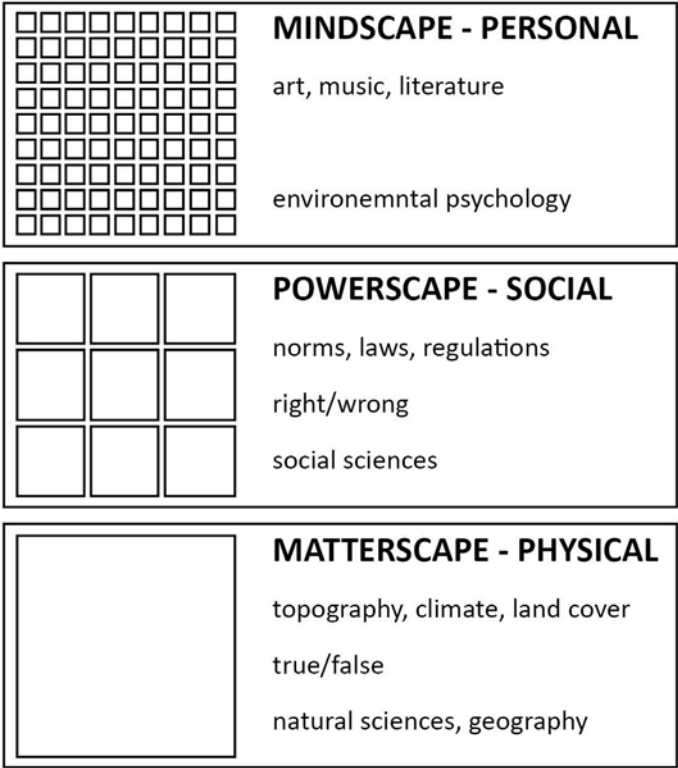 MINDSCAPE - PERSONAL
art, music, literature
environemntal psychology
POWERSCAPE - SOCIAL
norms, laws, regulations
right/wrong
social sciences
MATTERSCAPE - PHYSICAL
topography, climate, land cover
true/false
natural sciences, geography